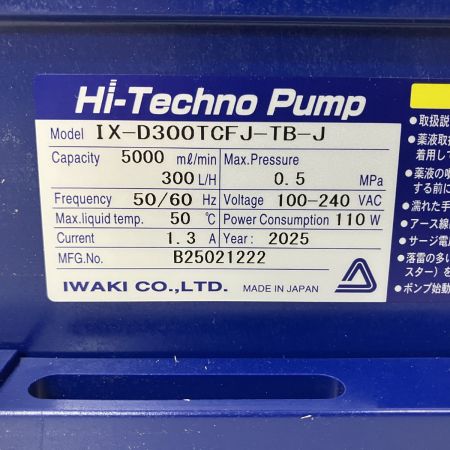 Hi-Techno Pump
Model IX-D300TCFJ-TB-J
Capacity 5000 mℓ/min Max.Pressure
300 L/H 0.5 MPa
Frequency 50/60 Hz Voltage 100-240 VAC
Max.liquid temp. 50 ℃ Power Consumption 110 W
Current 1.3 A Year: 2025
MFG.No. B25021222
IWAKI CO.,LTD. MADE IN JAPAN
●取扱説
●薬液取
着用して
●薬液の噴
する前に
●濡れた手
●アース線
●サージ電
●落雷の多い
スター)を
●ポンプ始動